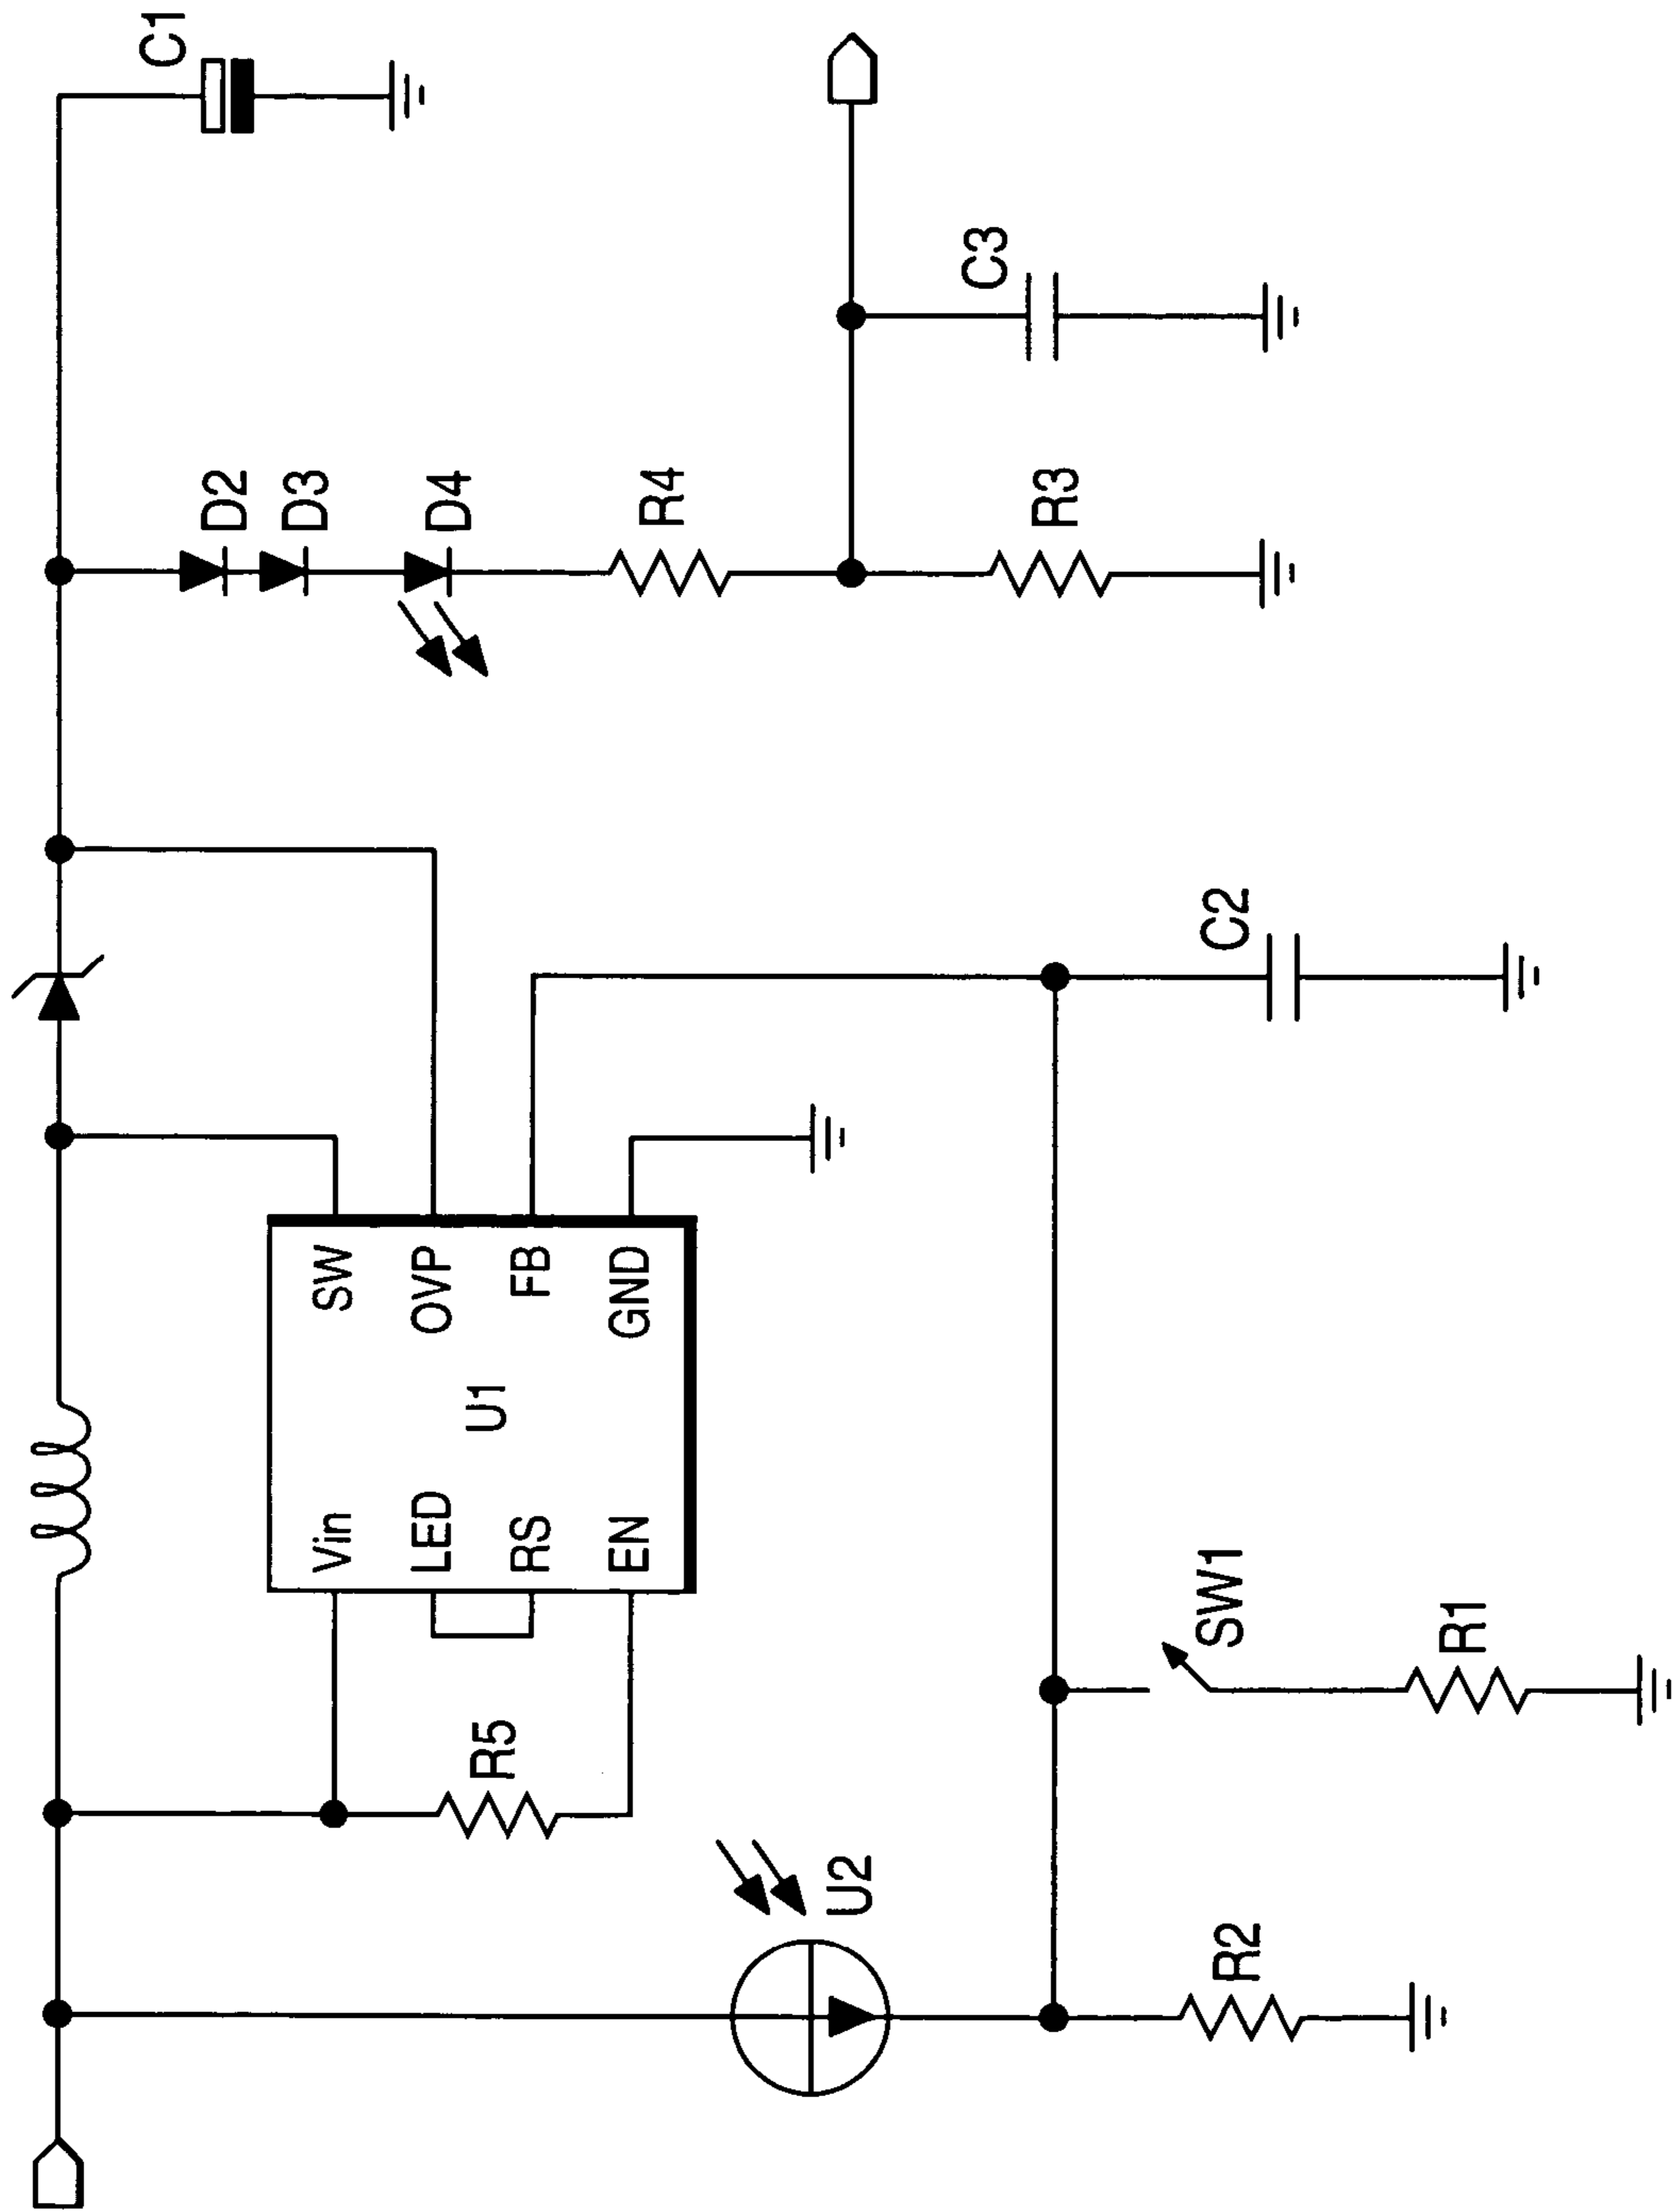 C1
D2
D3
D4
R4
R3
C3
SW
OVP
FB
GND
U1
Vin
LED
RS
EN
C2
R5
U2
SW1
R1
R2